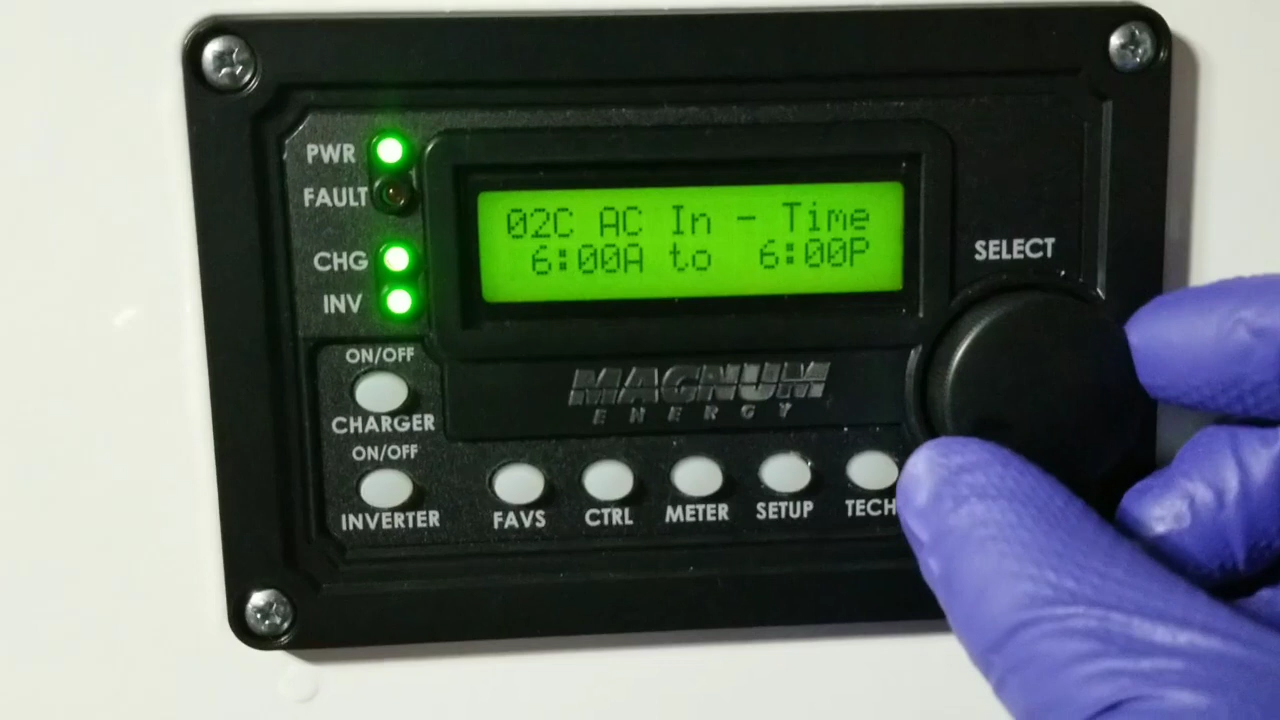 PWR
FAULT
CHG
INV
02C AC In - Time
6:00A to 6:00P
SELECT
ON/OFF
CHARGER
ON/OFF
INVERTER
MAGNUM
ENERGY
FAVS
CTRL
METER
SETUP
TECH